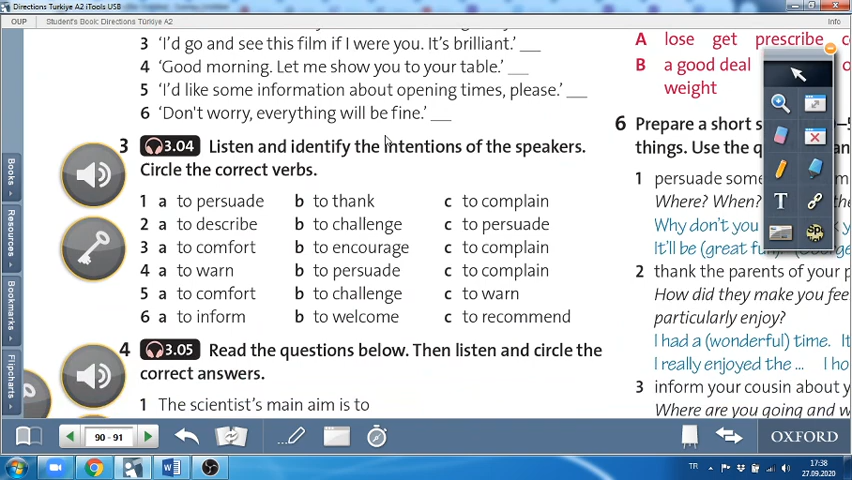 Directions Turkiye A2 iTools USB
OUP Student's Book: Directions Türkiye A2 Info
3 'I'd go and see this film if I were you. It's brilliant.' __
4 'Good morning. Let me show you to your table.' __
5 'I'd like some information about opening times, please.' __
6 'Don't worry, everything will be fine.' __
3 3.04 Listen and identify the intentions of the speakers.
Circle the correct verbs.
1 a to persuade b to thank c to complain
2 a to describe b to challenge c to persuade
3 a to comfort b to encourage c to complain
4 a to warn b to persuade c to complain
5 a to comfort b to challenge c to warn
6 a to inform b to welcome c to recommend
4 3.05 Read the questions below. Then listen and circle the
correct answers.
1 The scientist's main aim is to
A lose get prescribe
B a good deal
weight
6 Prepare a short
things. Use the
1 persuade
Where? When?
Why don't you
It'll be (great
2 thank the parents of your
How did they make you
particularly enjoy?
I had a (wonderful) time.
I really enjoyed the ... I
3 inform your cousin about
Where are you going and
Books
Resources
Bookmarks
Flipcharts
T
sp
90 - 91
OXFORD
TR
17:38
27.09.2020